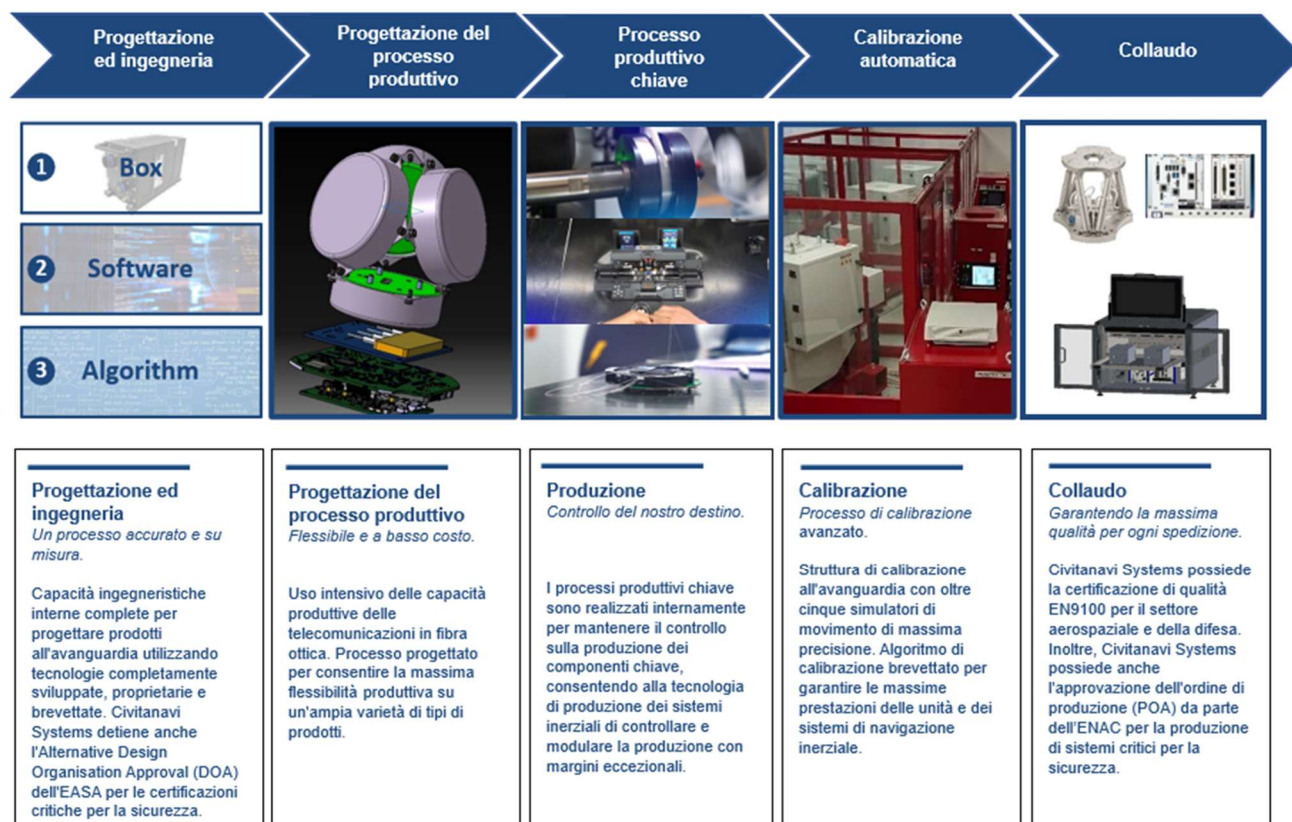 Progettazione
ed ingegneria
Progettazione del
processo
produttivo
Processo
produttivo
chiave
Calibrazione
automatica
Collaudo
1 Box
2 Software
3 Algorithm
Progettazione ed
ingegneria
Un processo accurato e su
misura.
Capacità ingegneristiche
interne complete per
progettare prodotti
all'avanguardia utilizzando
tecnologie completamente
sviluppate, proprietarie e
brevettate. Civitanavi
Systems detiene anche
l'Alternative Design
Organisation Approval (DOA)
dell'EASA per le certificazioni
critiche per la sicurezza.
Progettazione del
processo produttivo
Flessibile e a basso costo.
Uso intensivo delle capacità
produttive delle
telecomunicazioni in fibra
ottica. Processo progettato
per consentire la massima
flessibilità produttiva su
un'ampia varietà di tipi di
prodotti.
Produzione
Controllo del nostro destino.
I processi produttivi chiave
sono realizzati internamente
per mantenere il controllo
sulla produzione dei
componenti chiave,
consentendo alla tecnologia
di produzione dei sistemi
inerziali di controllare e
modulare la produzione con
margini eccezionali.
Calibrazione
Processo di calibrazione
avanzato.
Struttura di calibrazione
all'avanguardia con oltre
cinque simulatori di
movimento di massima
precisione. Algoritmo di
calibrazione brevettato per
garantire le massime
prestazioni delle unità e dei
sistemi di navigazione
inerziale.
Collaudo
Garantendo la massima
qualità per ogni spedizione.
Civitanavi Systems possiede
la certificazione di qualità
EN9100 per il settore
aerospaziale e della difesa.
Inoltre, Civitanavi Systems
possiede anche
l'approvazione dell'ordine di
produzione (POA) da parte
dell'ENAC per la produzione
di sistemi critici per la
sicurezza.